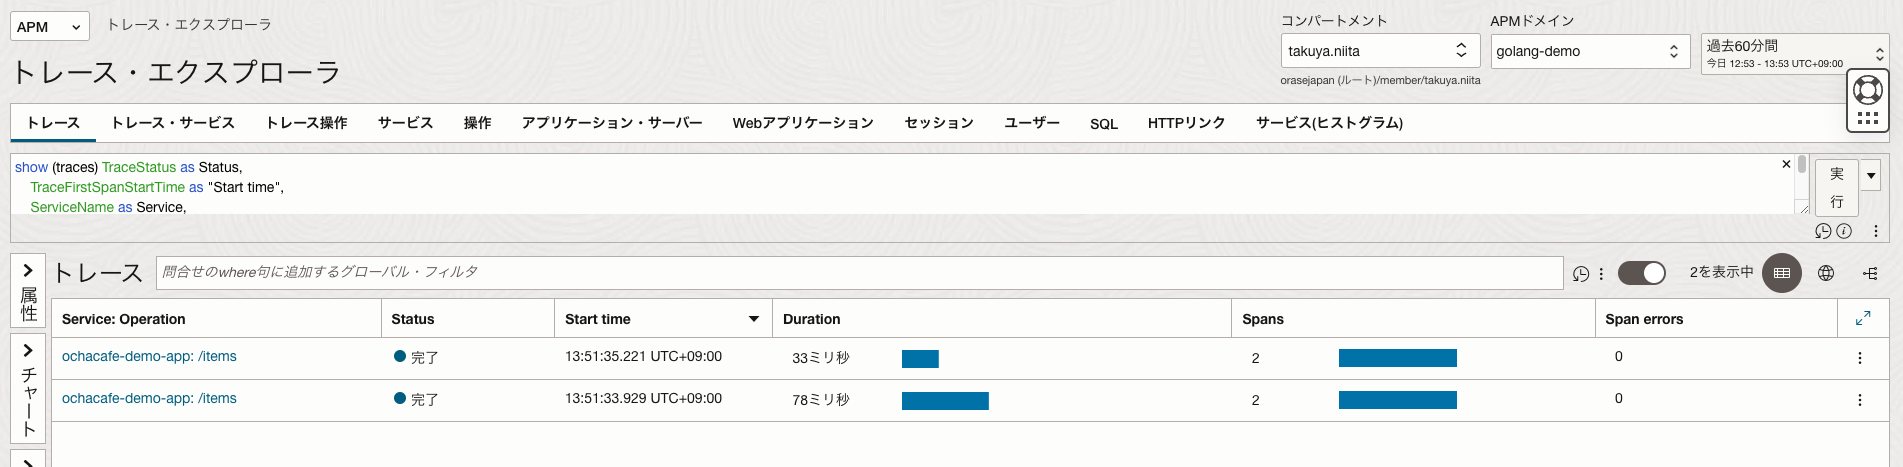 APM
トレース・エクスプローラ
コンパートメント
APMドメイン
takuya.niita
golang-demo
過去60分間
今日 12:53 - 13:53 UTC+09:00
orasejapan (ルート)/member/takuya.niita
トレース・エクスプローラ
トレース トレース・サービス トレース操作 サービス 操作 アプリケーション・サーバー Webアプリケーション セッション ユーザー SQL HTTPリンク サービス(ヒストグラム)
show (traces) TraceStatus as Status,
TraceFirstSpanStartTime as "Start time",
ServiceName as Service,
実行
属性
チャート
トレース
問合せのwhere句に追加するグローバル・フィルタ
2を表示中
Service: Operation Status Start time Duration Spans Span errors
ochacafe-demo-app: /items 完了 13:51:35.221 UTC+09:00 33ミリ秒 2 0
ochacafe-demo-app: /items 完了 13:51:33.929 UTC+09:00 78ミリ秒 2 0